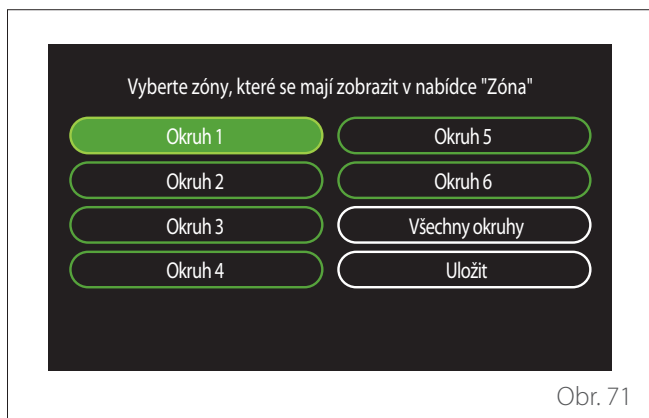 Vyberte zóny, které se mají zobrazit v nabídce "Zóna"
Okruh 1
Okruh 2
Okruh 3
Okruh 4
Okruh 5
Okruh 6
Všechny okruhy
Uložit
Obr. 71